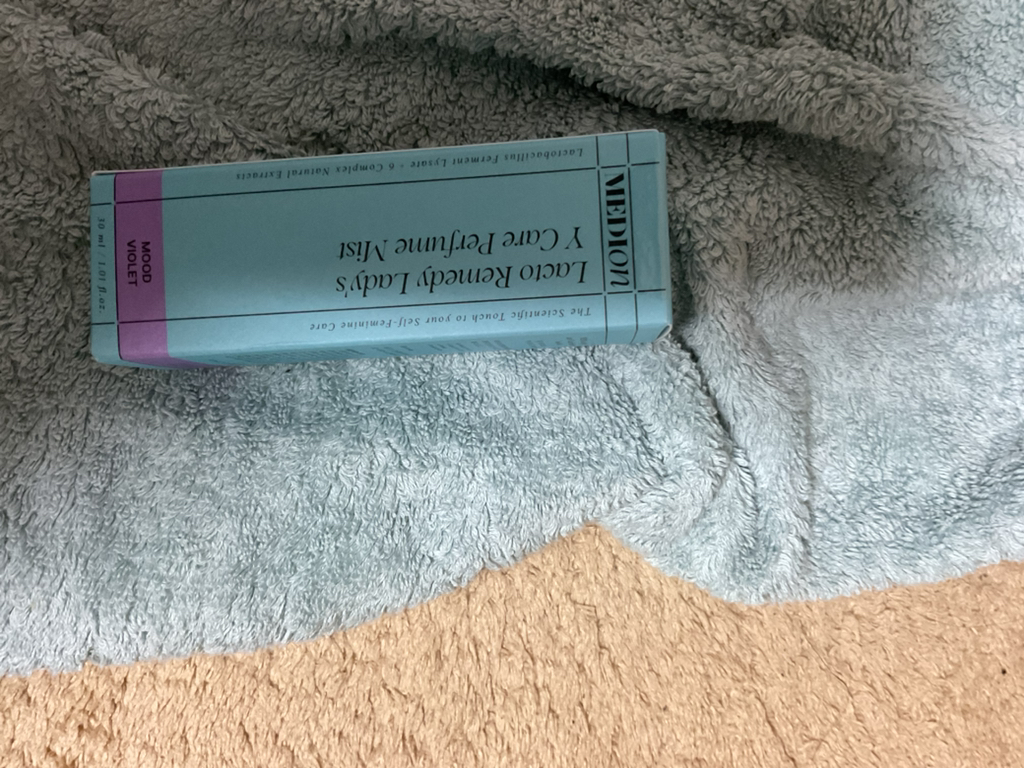 MEDION
The Scientific Touch to your Self-Feminine Care
Lacto Remedy Lady's
Y Care Perfume Mist
Lactobacillus Ferment Lysate • 6 Complex Natural Extracts
MOOD
VIOLET
30 ml / 1.01 fl.oz.